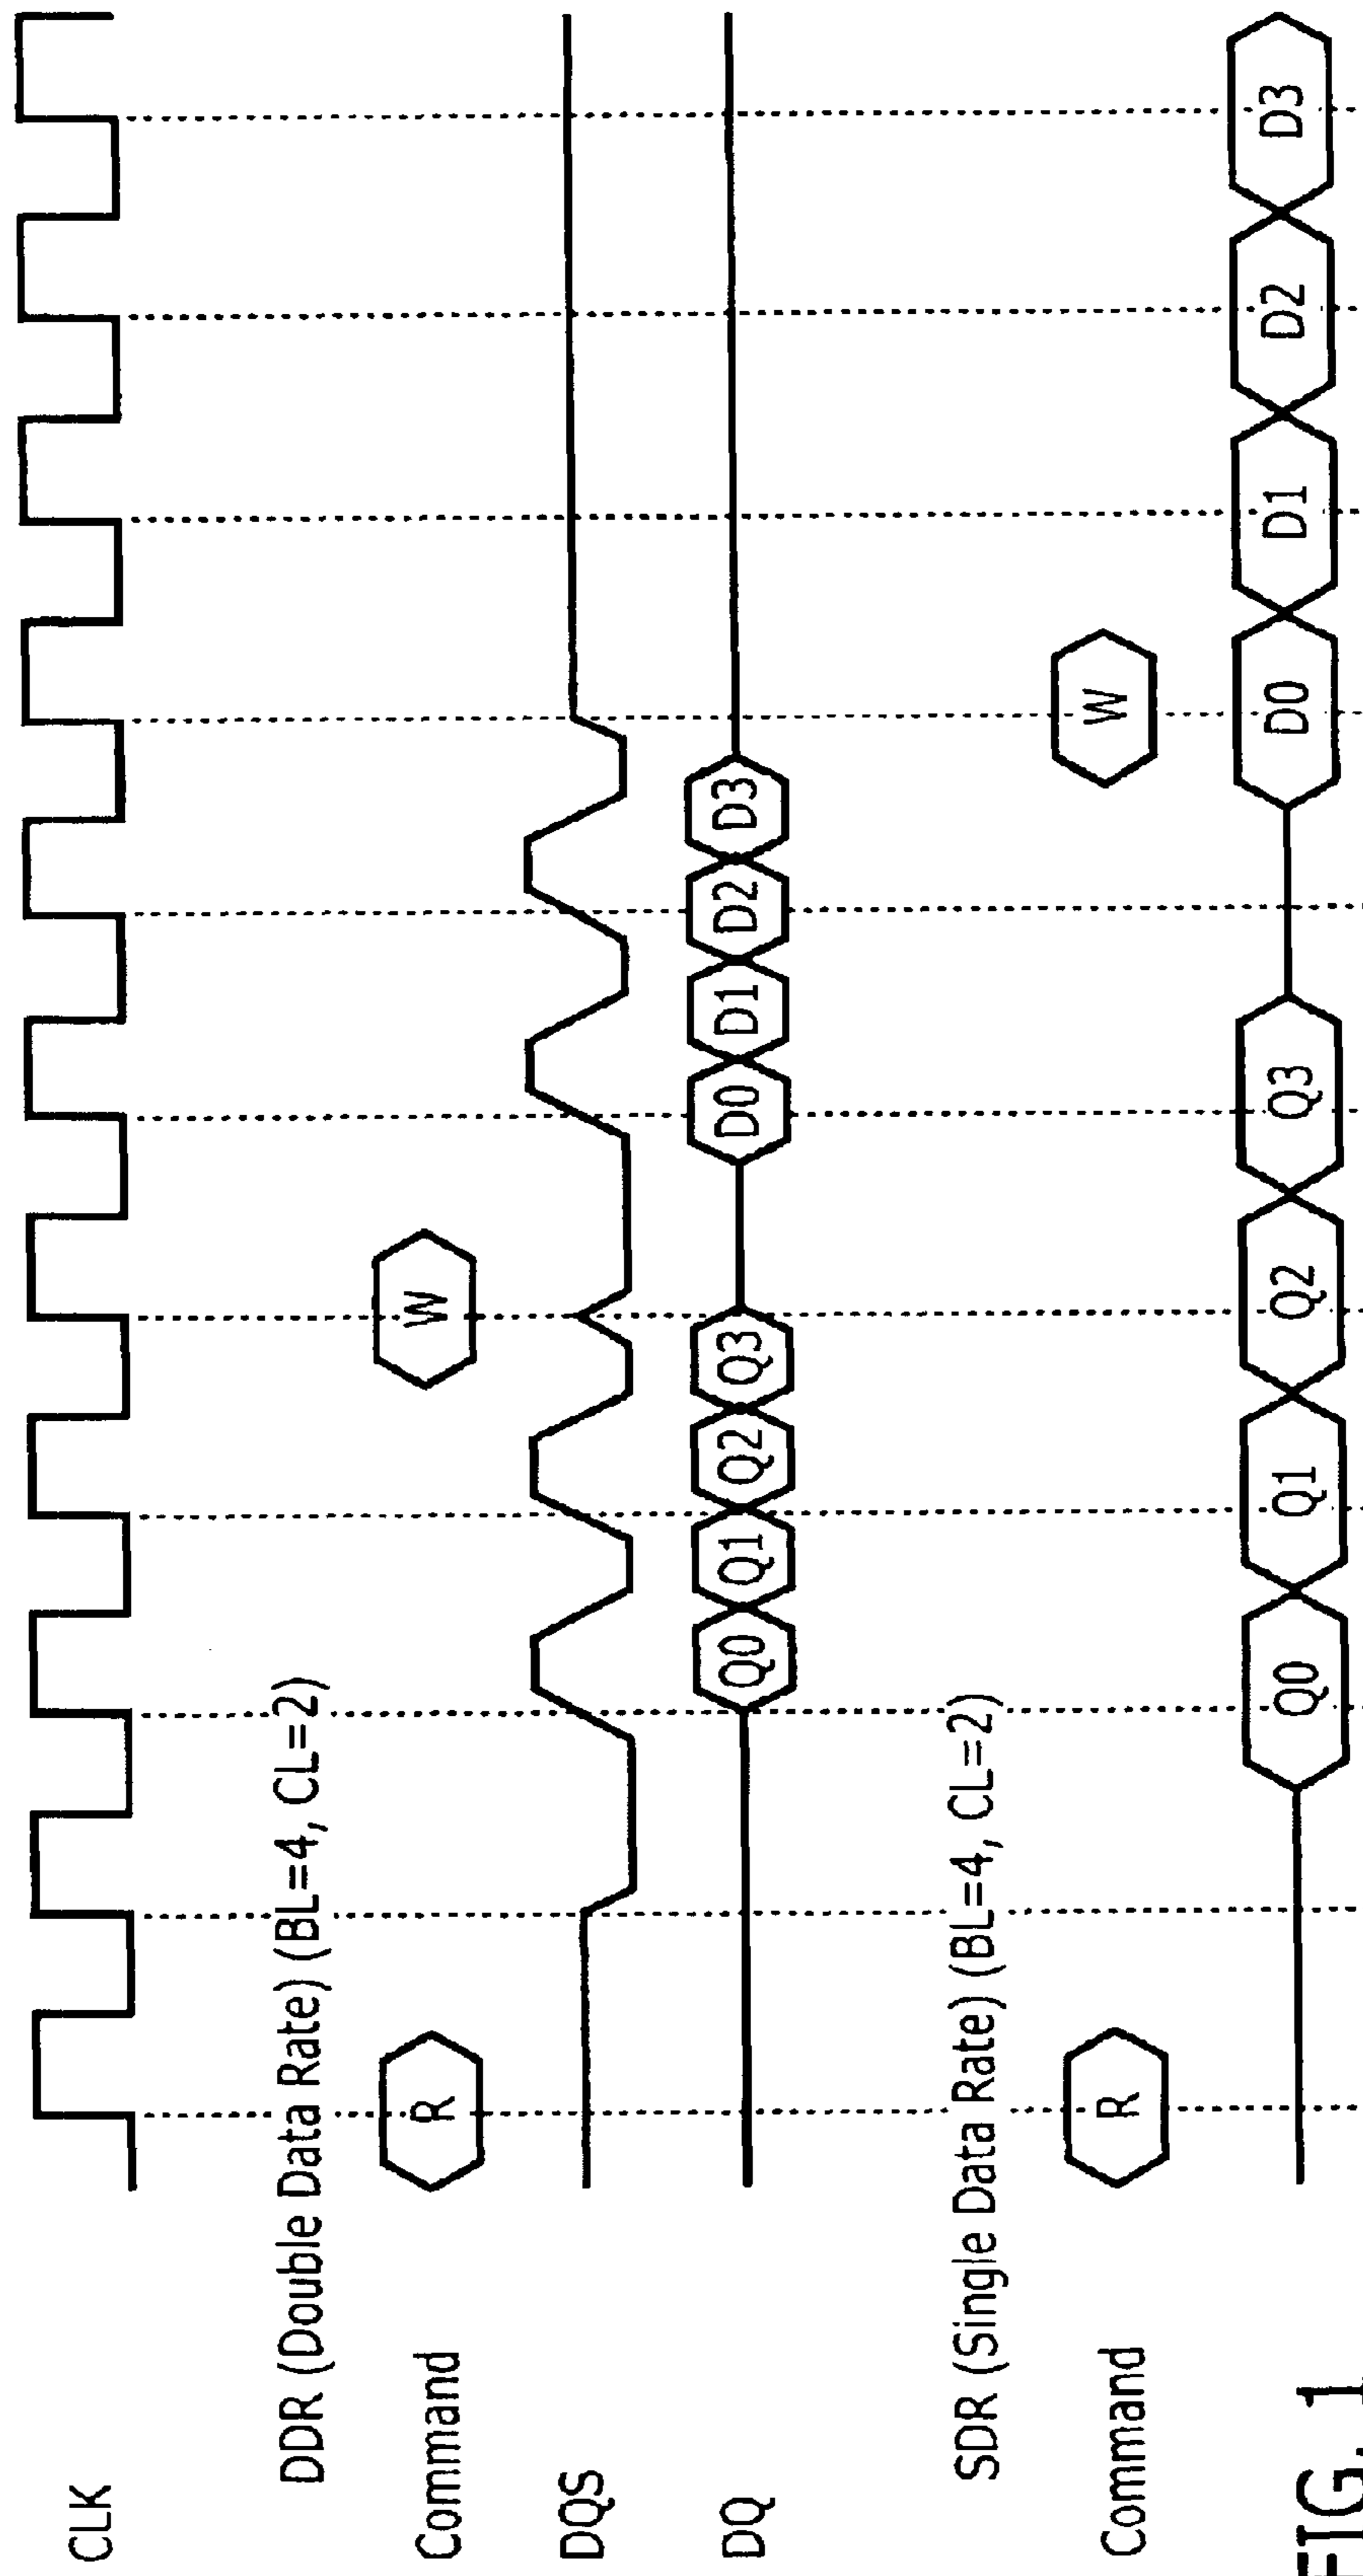 CLK
DDR (Double Data Rate) (BL=4, CL=2)
Command R W
DQS
DQ Q0 Q1 Q2 Q3 D0 D1 D2 D3
SDR (Single Data Rate) (BL=4, CL=2)
Command R W
Q0 Q1 Q2 Q3 D0 D1 D2 D3
FIG. 1